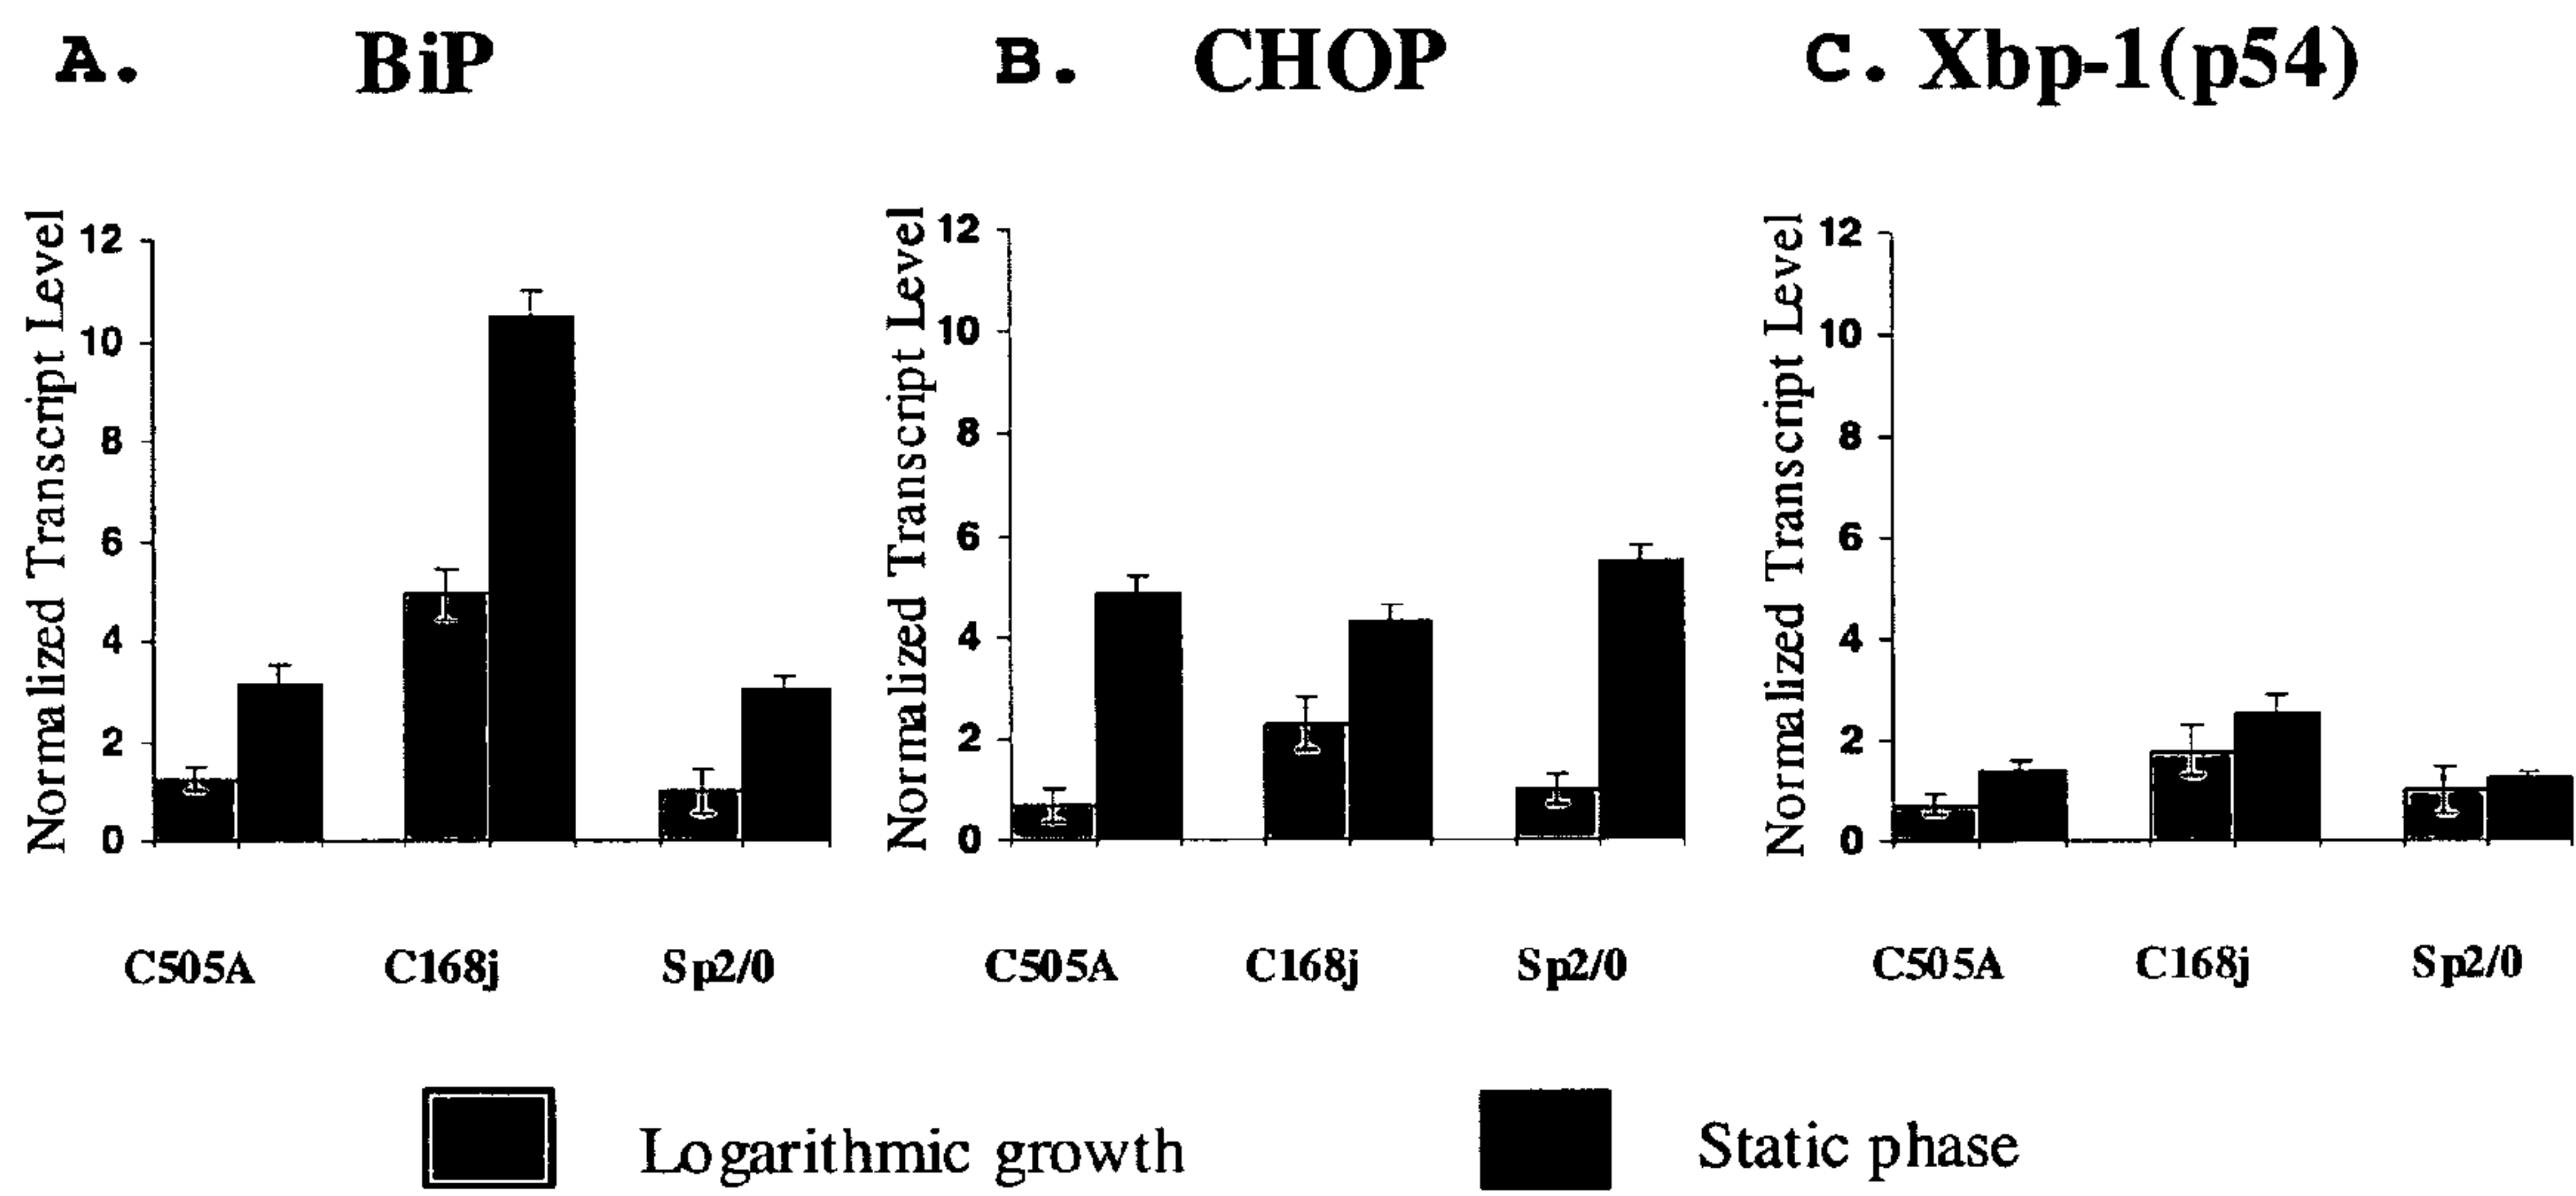 A. BiP
B. CHOP
C. Xbp-1(p54)
Normalized Transcript Level
12
10
8
6
4
2
0
C505A C168j Sp2/0
Normalized Transcript Level
12
10
8
6
4
2
0
C505A C168j Sp2/0
Normalized Transcript Level
12
10
8
6
4
2
0
C505A C168j Sp2/0
Logarithmic growth
Static phase